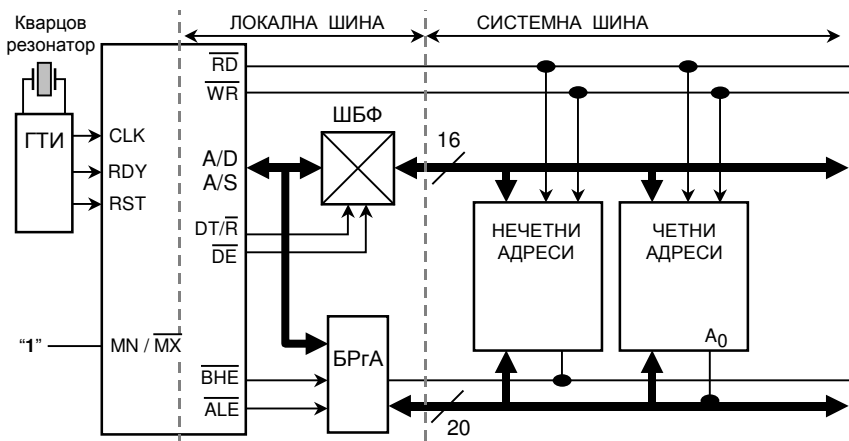 Кварцов
резонатор
ЛОКАЛНА ШИНА
СИСТЕМНА ШИНА
RD
WR
ШБФ
ГТИ
CLK
RDY
RST
A/D
A/S
16
DT/R
DE
НЕЧЕТНИ
АДРЕСИ
ЧЕТНИ
АДРЕСИ
A0
“1”
MN / MX
БРгА
BHE
ALE
20